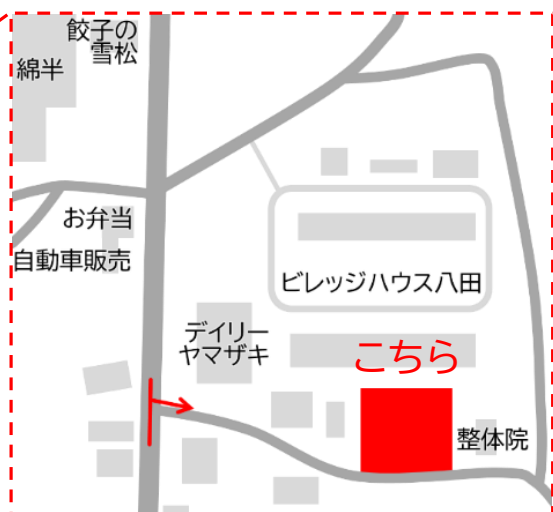 餃子の
雪松
綿半
お弁当
自動車販売
ビレッジハウス八田
デイリー
ヤマザキ
こちら
整体院